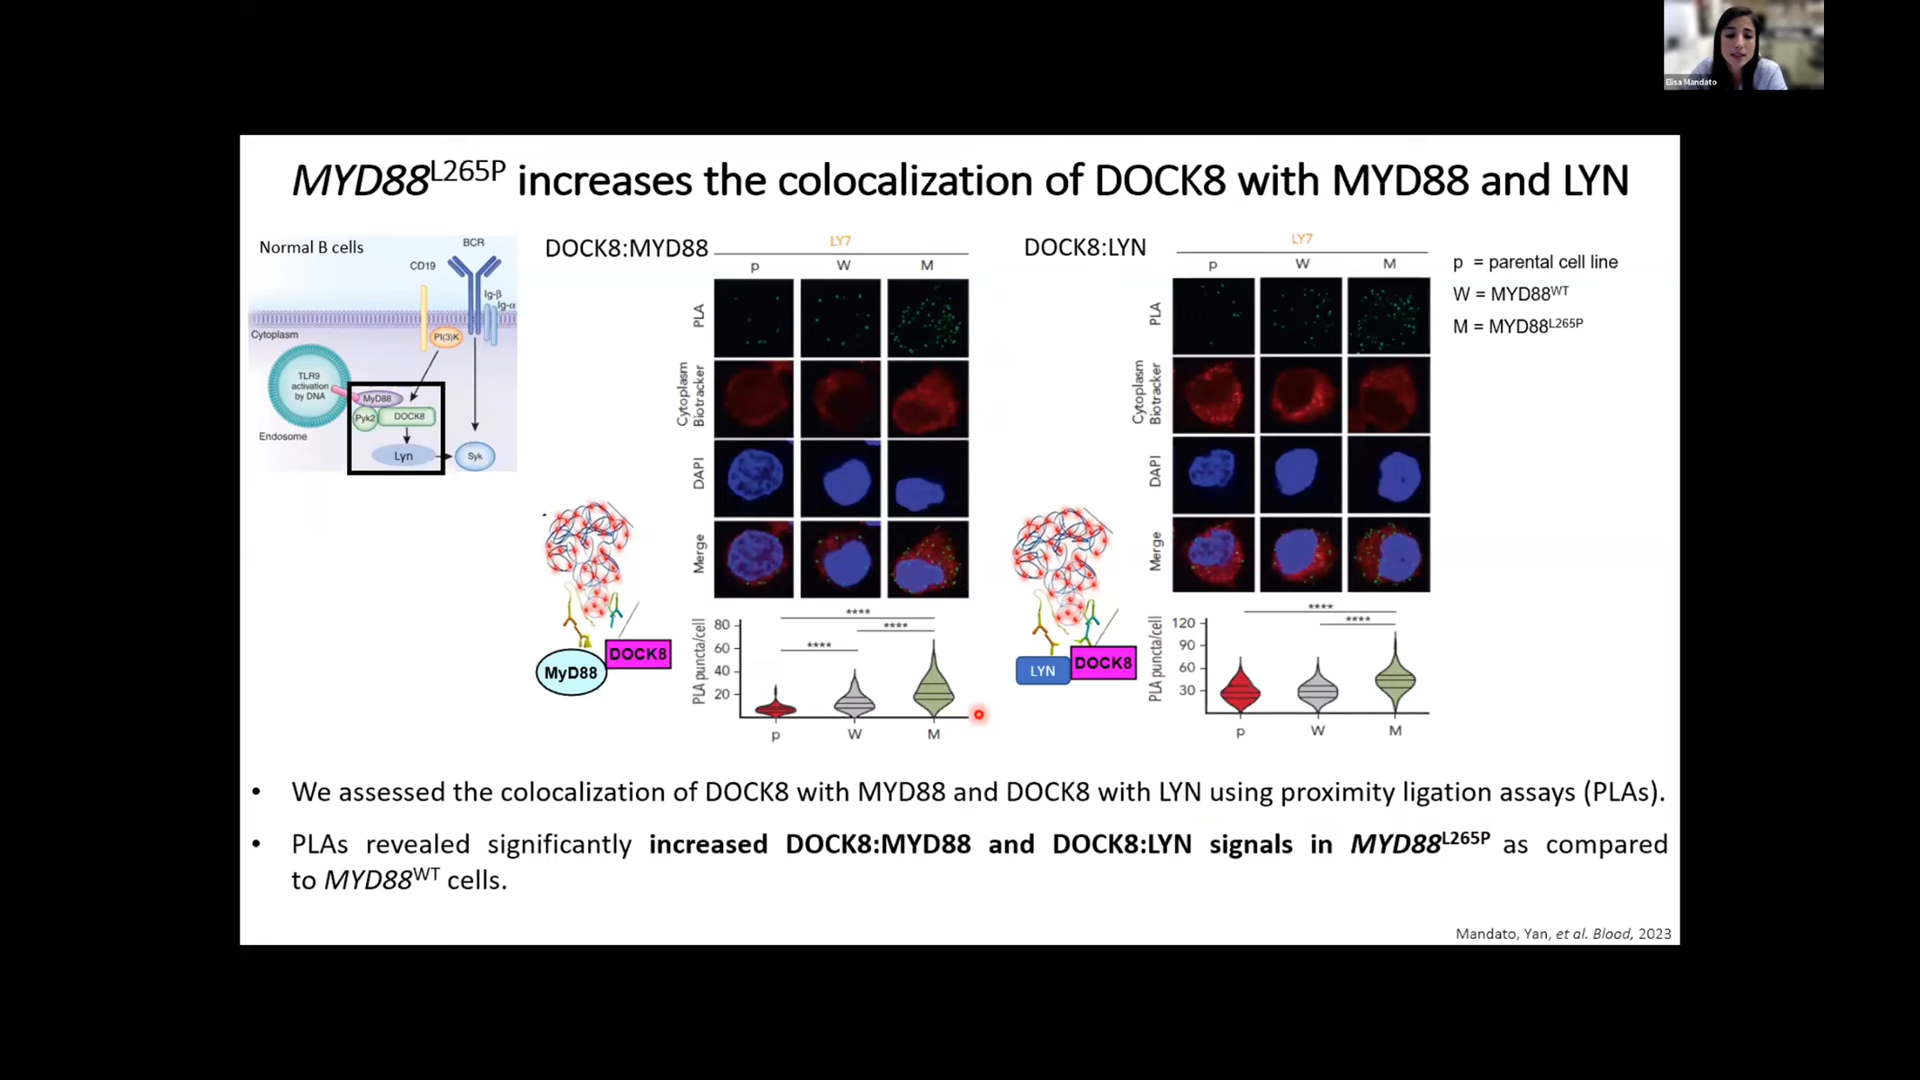 Elisa Mandato
MYD88L265P increases the colocalization of DOCK8 with MYD88 and LYN
Normal B cells
BCR
CD19
Ig-β
Ig-α
PI(3)K
Cytoplasm
TLR9
activation
by DNA
MyD88
Pyk2
DOCK8
Endosome
Lyn
Syk
DOCK8:MYD88
LY7
p W M
PLA
Cytoplasm
Biotracker
DAPI
Merge
MyD88
DOCK8
PLA puncta/cell
80
60
40
20
****
****
****
p W M
DOCK8:LYN
LY7
p W M
PLA
Cytoplasm
Biotracker
DAPI
Merge
LYN
DOCK8
PLA puncta/cell
120
90
60
30
****
****
p W M
p = parental cell line
W = MYD88WT
M = MYD88L265P
• We assessed the colocalization of DOCK8 with MYD88 and DOCK8 with LYN using proximity ligation assays (PLAs).
• PLAs revealed significantly increased DOCK8:MYD88 and DOCK8:LYN signals in MYD88L265P as compared
to MYD88WT cells.
Mandato, Yan, et al. Blood, 2023